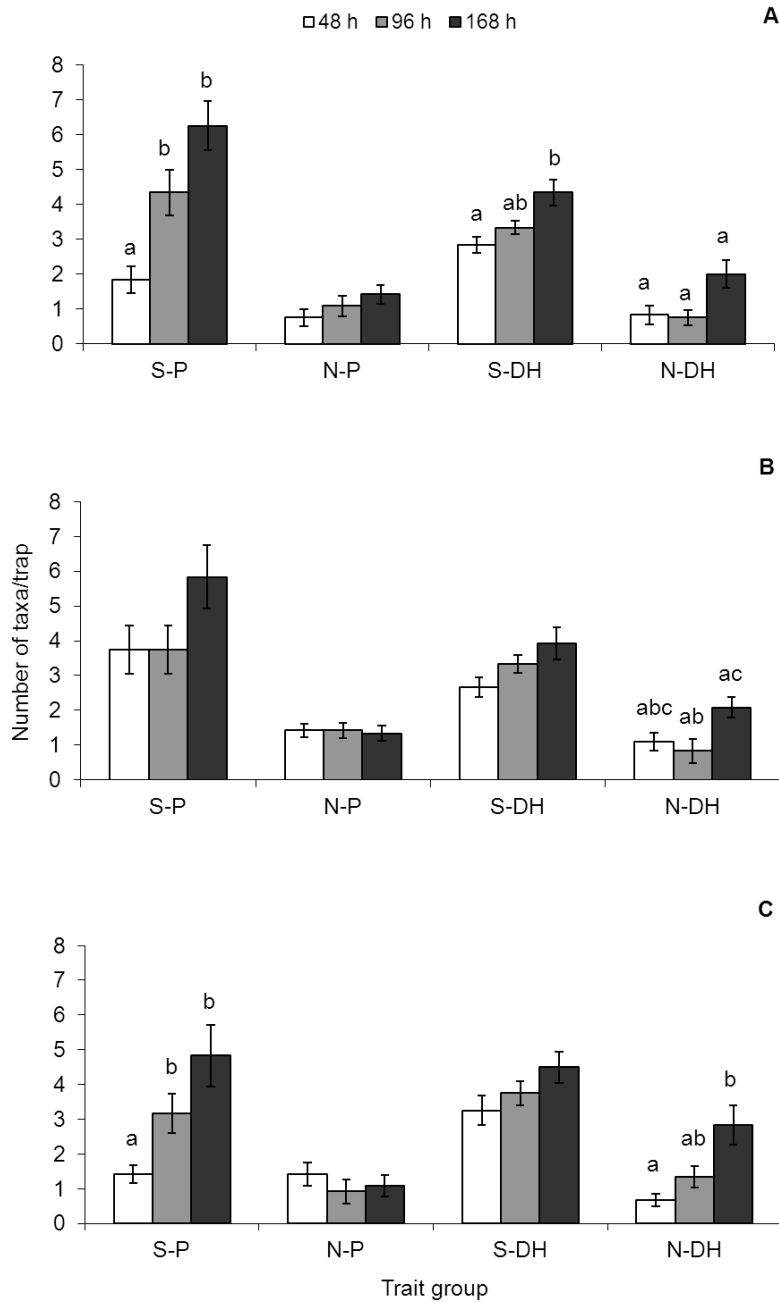 48 h 96 h 168 h
A
8
7
6
5
4
3
2
1
0
a b b
a ab b
a a a
S-P N-P S-DH N-DH
B
Number of taxa/trap
8
7
6
5
4
3
2
1
0
abc ab ac
S-P N-P S-DH N-DH
C
8
7
6
5
4
3
2
1
0
a b b
a ab b
S-P N-P S-DH N-DH
Trait group